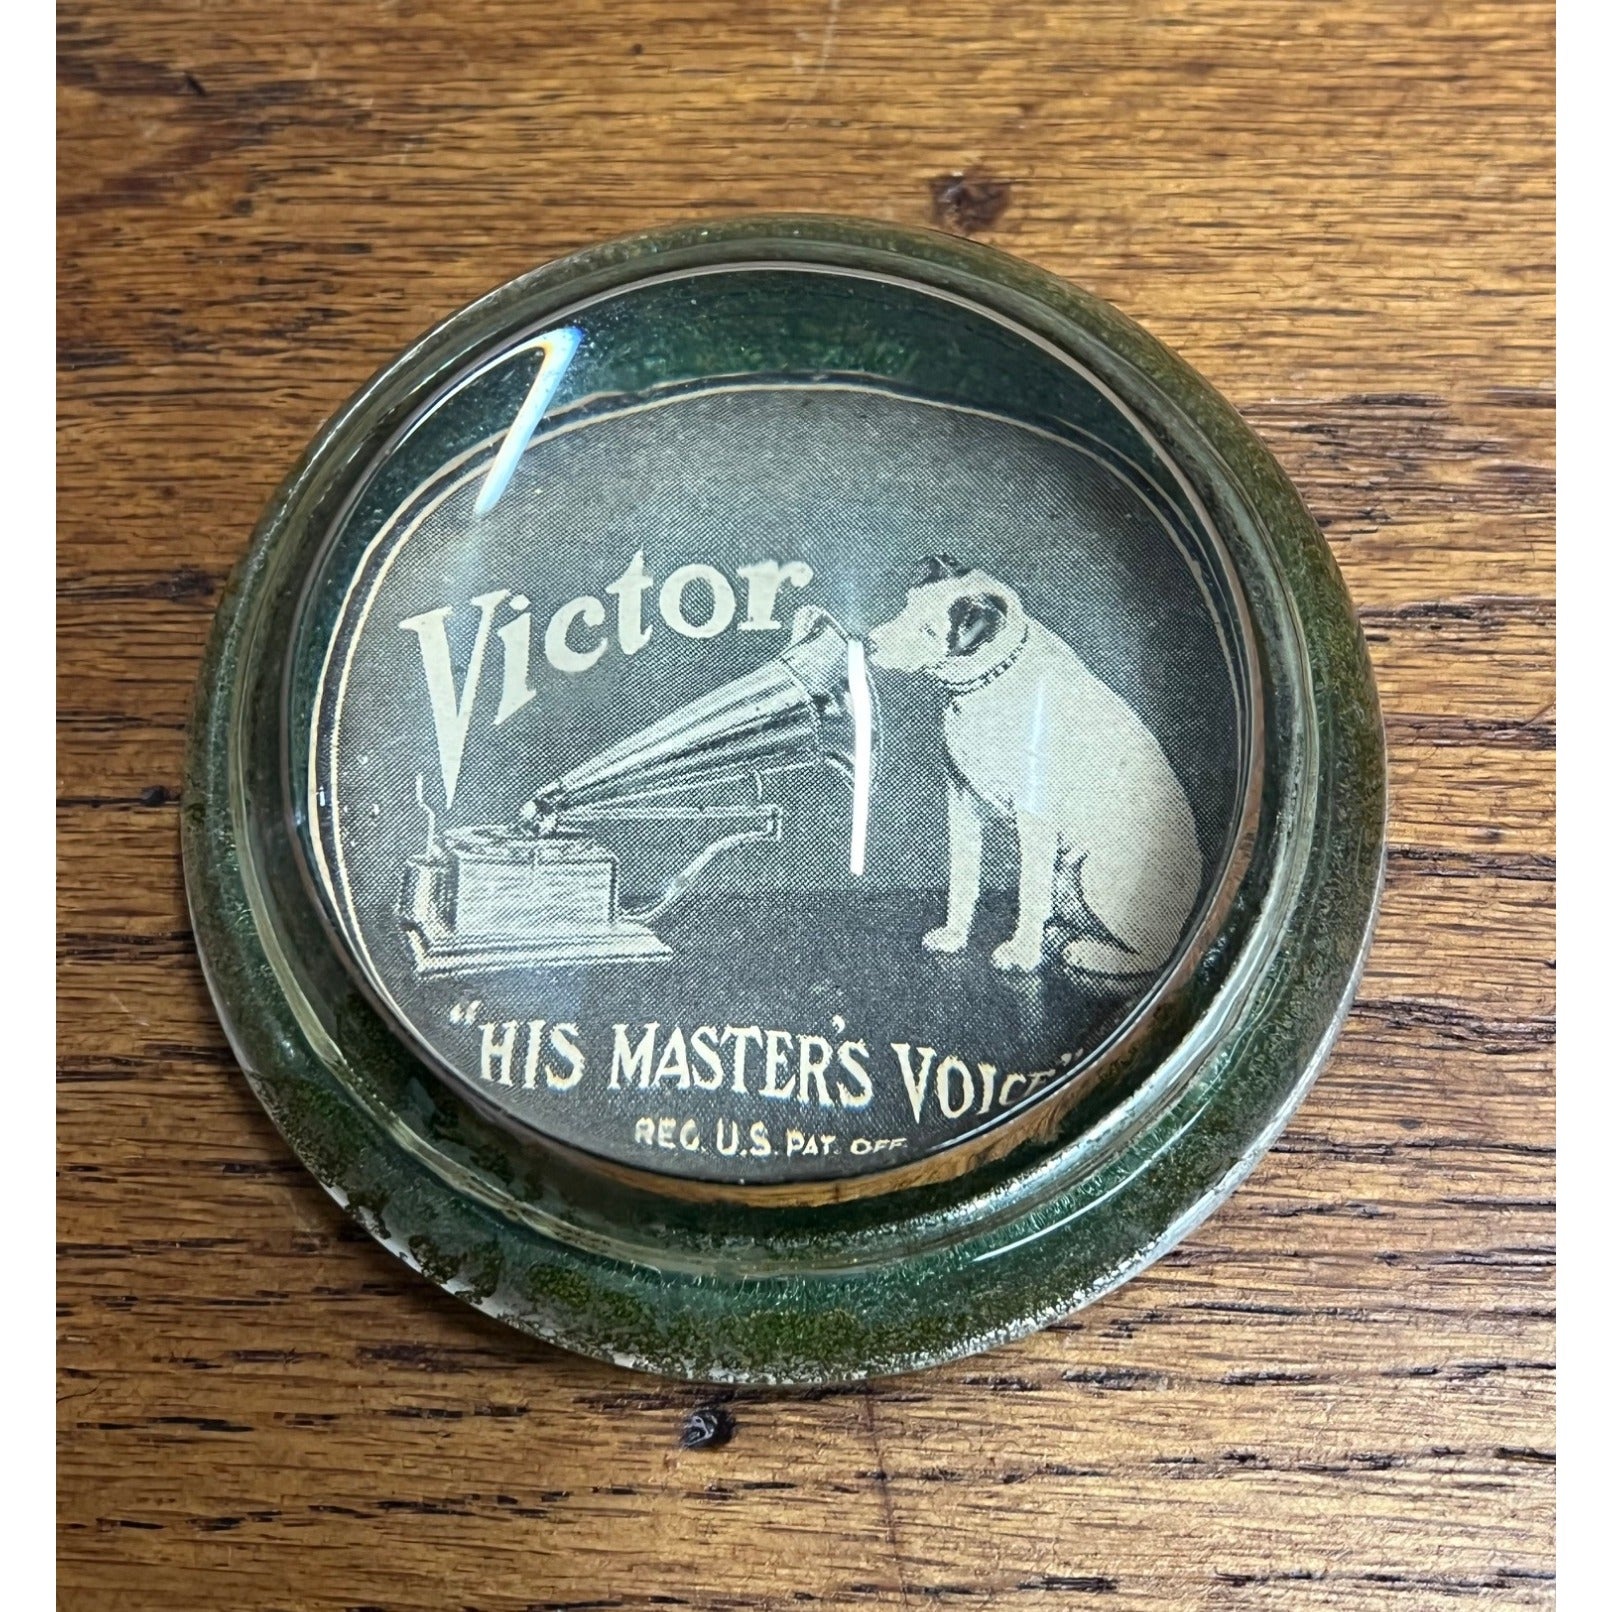 Victor
"HIS MASTER'S VOICE"
REG. U.S. PAT. OFF.